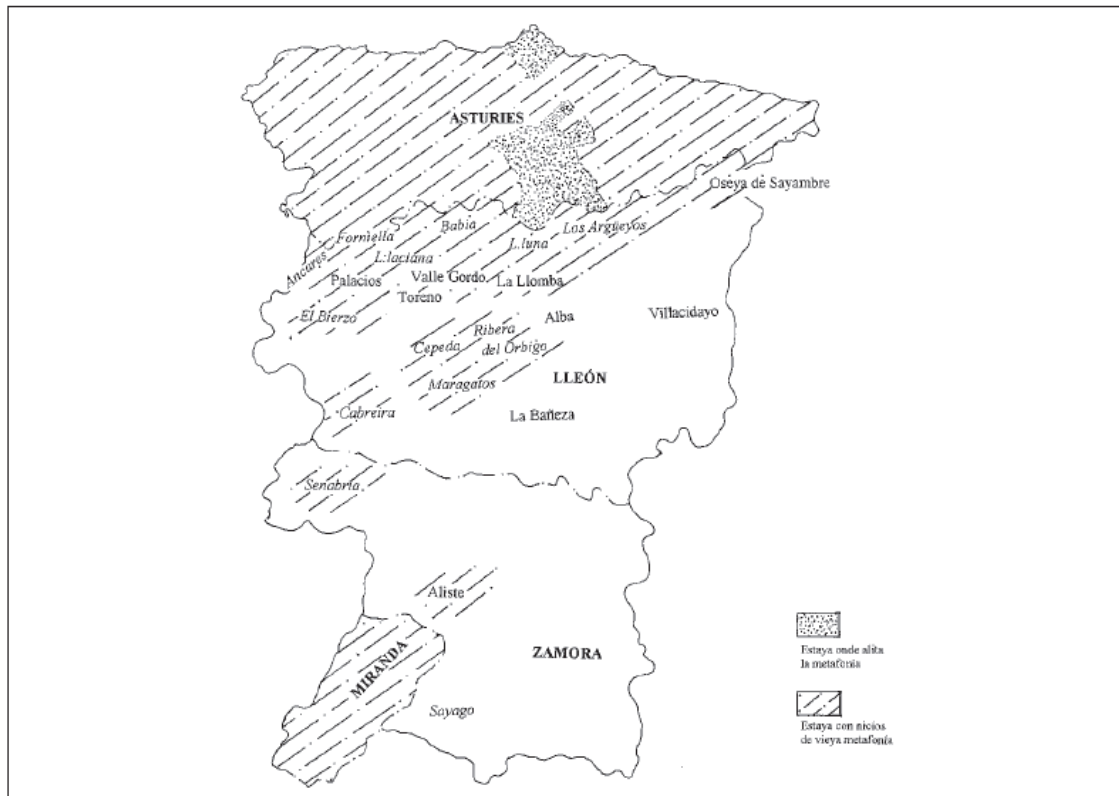 ASTURIES
Oseya de Sayambre
Forniella
Babia
L.luna
Los Argüeyos
Ancares
L:laciana
Palacios
Valle Gordo
La Llomba
Toreno
El Bierzo
Alba
Villacidayo
Ribera
del Orbigo
Cepeda
Maragatos
LLEÓN
Cabreira
La Bañeza
Senabria
Aliste
MIRANDA
ZAMORA
Sayago
Estaya onde alita
la metafonía
Estaya con nicios
de vieya metafonía